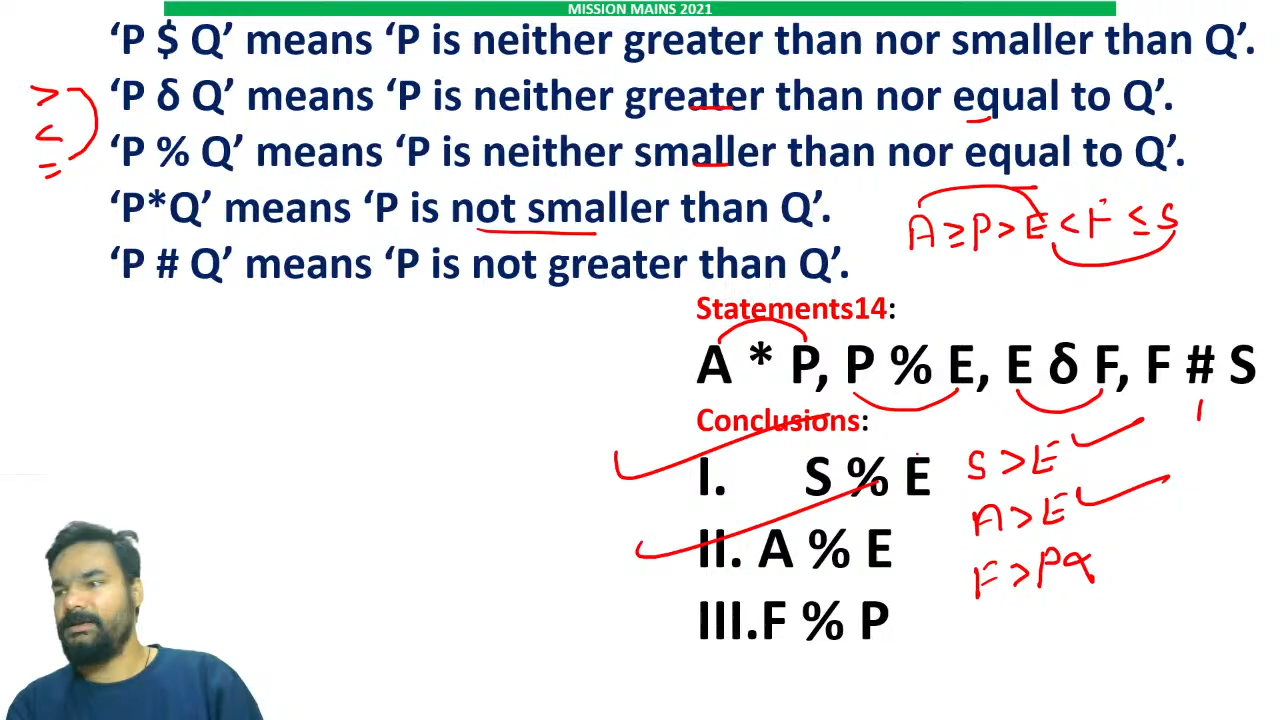 MISSION MAINS 2021
‘P $ Q’ means ‘P is neither greater than nor smaller than Q’.
‘P δ Q’ means ‘P is neither greater than nor equal to Q’.
‘P % Q’ means ‘P is neither smaller than nor equal to Q’.
‘P*Q’ means ‘P is not smaller than Q’.
‘P # Q’ means ‘P is not greater than Q’.
>
<
=
A ≥ P > E < F ≤ S
Statements14:
A * P, P % E, E δ F, F # S
Conclusions:
I. S % E
S > E
II. A % E
A > E
III.F % P
F > P